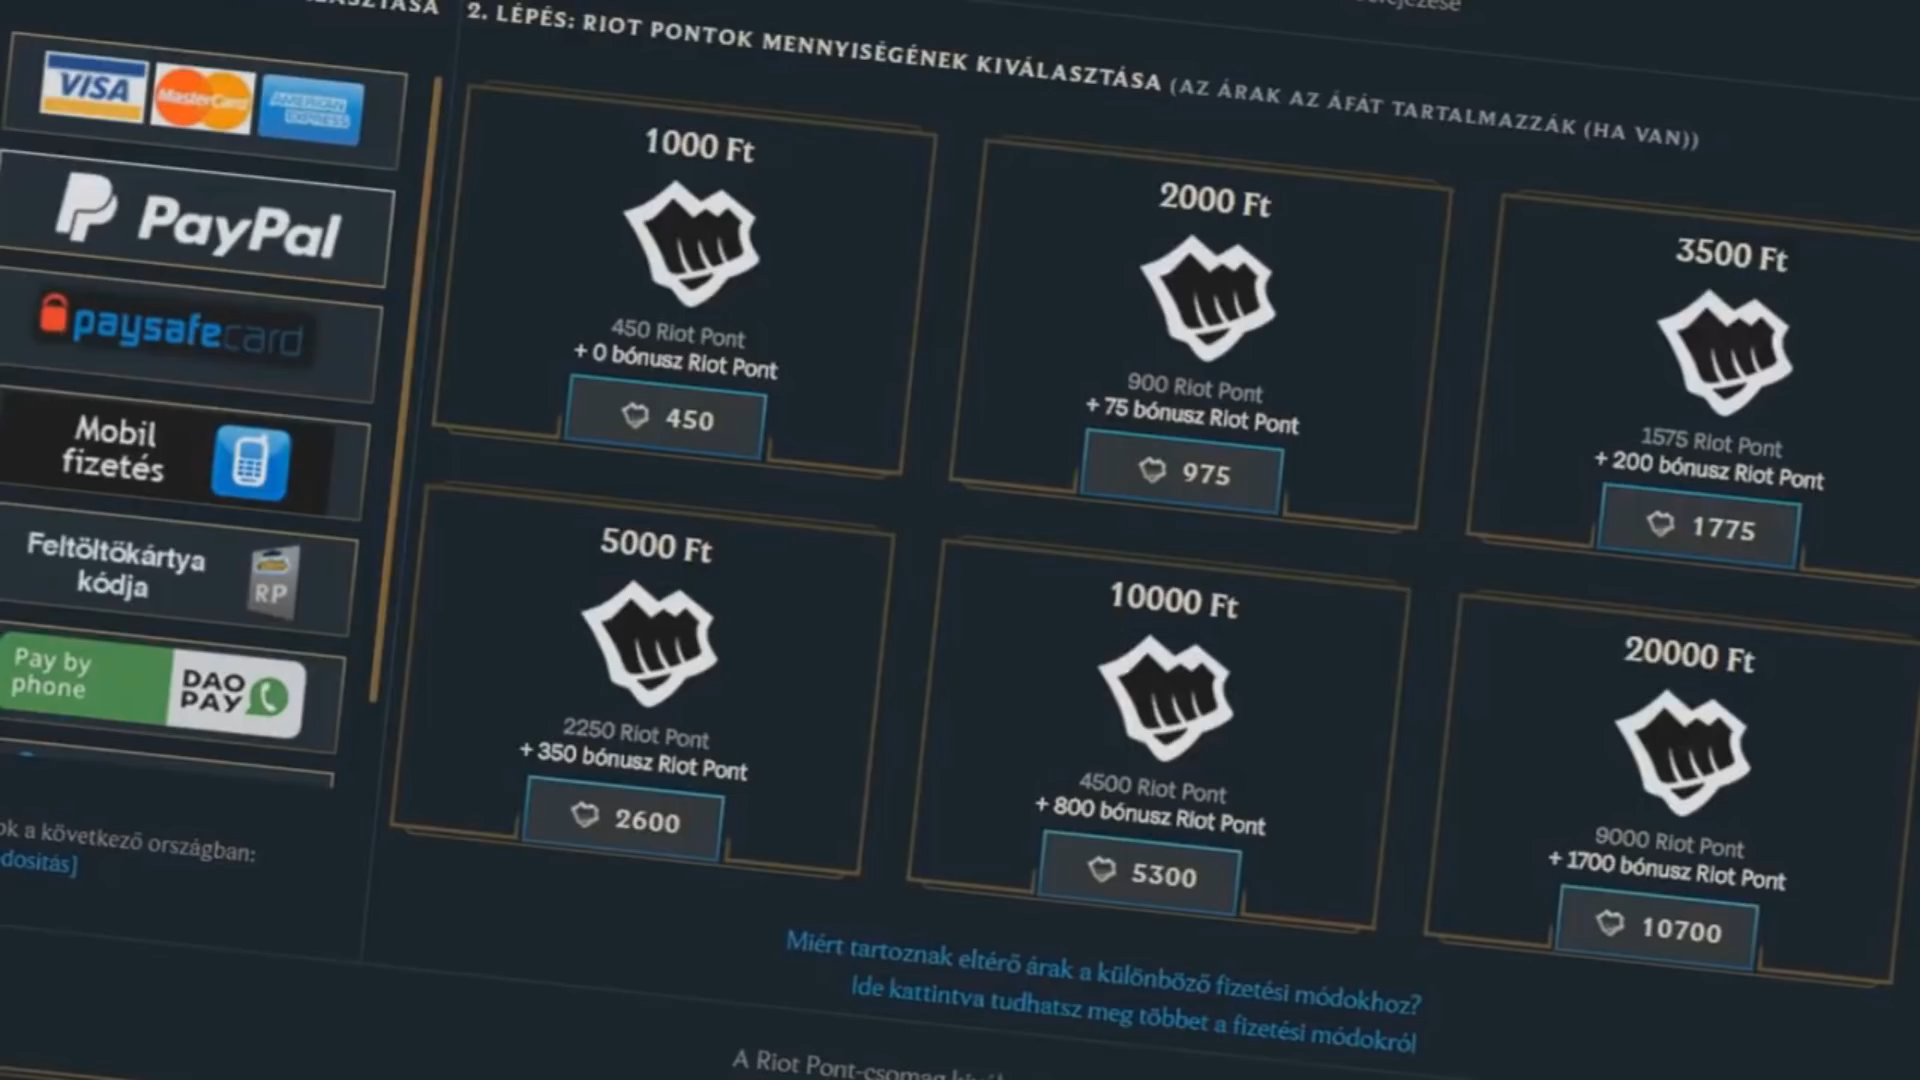 2. LÉPÉS: RIOT PONTOK MENNYISÉGÉNEK KIVÁLASZTÁSA (AZ ÁRAK AZ ÁFÁT TARTALMAZZÁK (HA VAN))
VISA
MasterCard
AMERICAN EXPRESS
PayPal
paysafecard
Mobil
fizetés
Feltöltőkártya
kódja
RP
Pay by
phone
DAO
PAY
a következő országban:
1000 Ft
450 Riot Pont
+ 0 bónusz Riot Pont
450
2000 Ft
900 Riot Pont
+ 75 bónusz Riot Pont
975
3500 Ft
1575 Riot Pont
+ 200 bónusz Riot Pont
1775
5000 Ft
2250 Riot Pont
+ 350 bónusz Riot Pont
2600
10000 Ft
4500 Riot Pont
+ 800 bónusz Riot Pont
5300
20000 Ft
9000 Riot Pont
+ 1700 bónusz Riot Pont
10700
Miért tartoznak eltérő árak a különböző fizetési módokhoz?
Ide kattintva tudhatsz meg többet a fizetési módokról
A Riot Pont-csomag